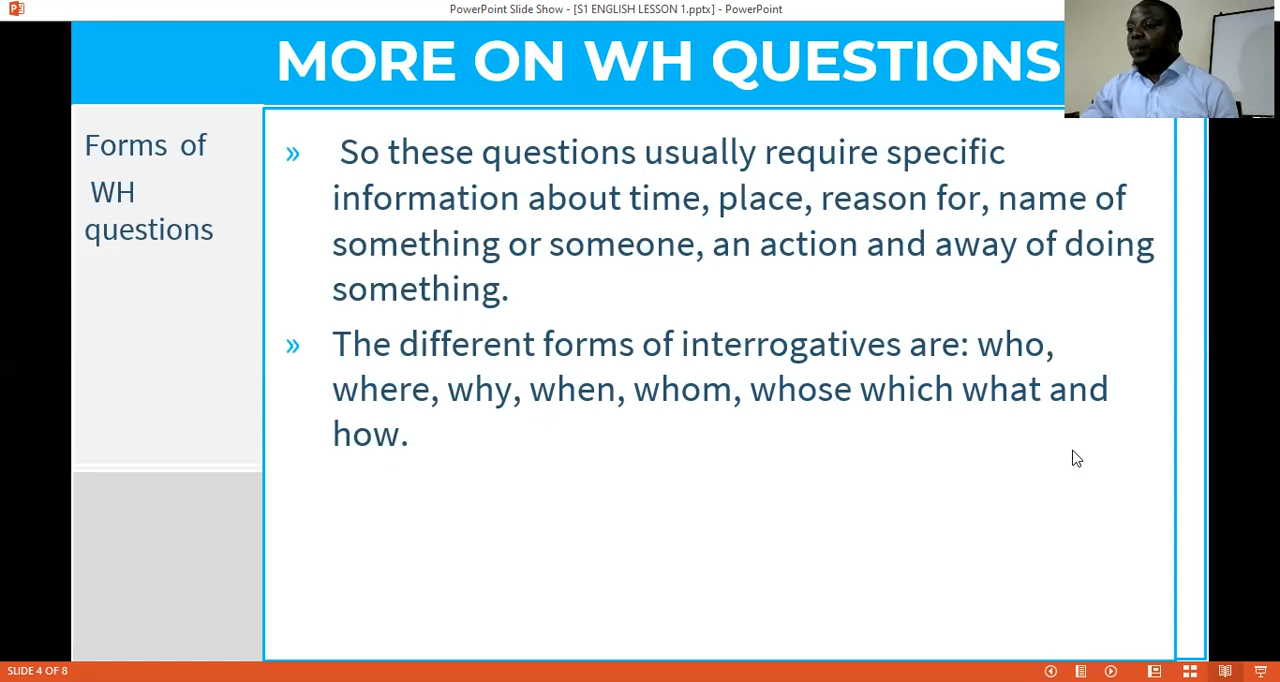 PowerPoint Slide Show - [S1 ENGLISH LESSON 1.pptx] - PowerPoint
MORE ON WH QUESTIONS
Forms of
WH
questions
» So these questions usually require specific
information about time, place, reason for, name of
something or someone, an action and away of doing
something.
» The different forms of interrogatives are: who,
where, why, when, whom, whose which what and
how.
SLIDE 4 OF 8